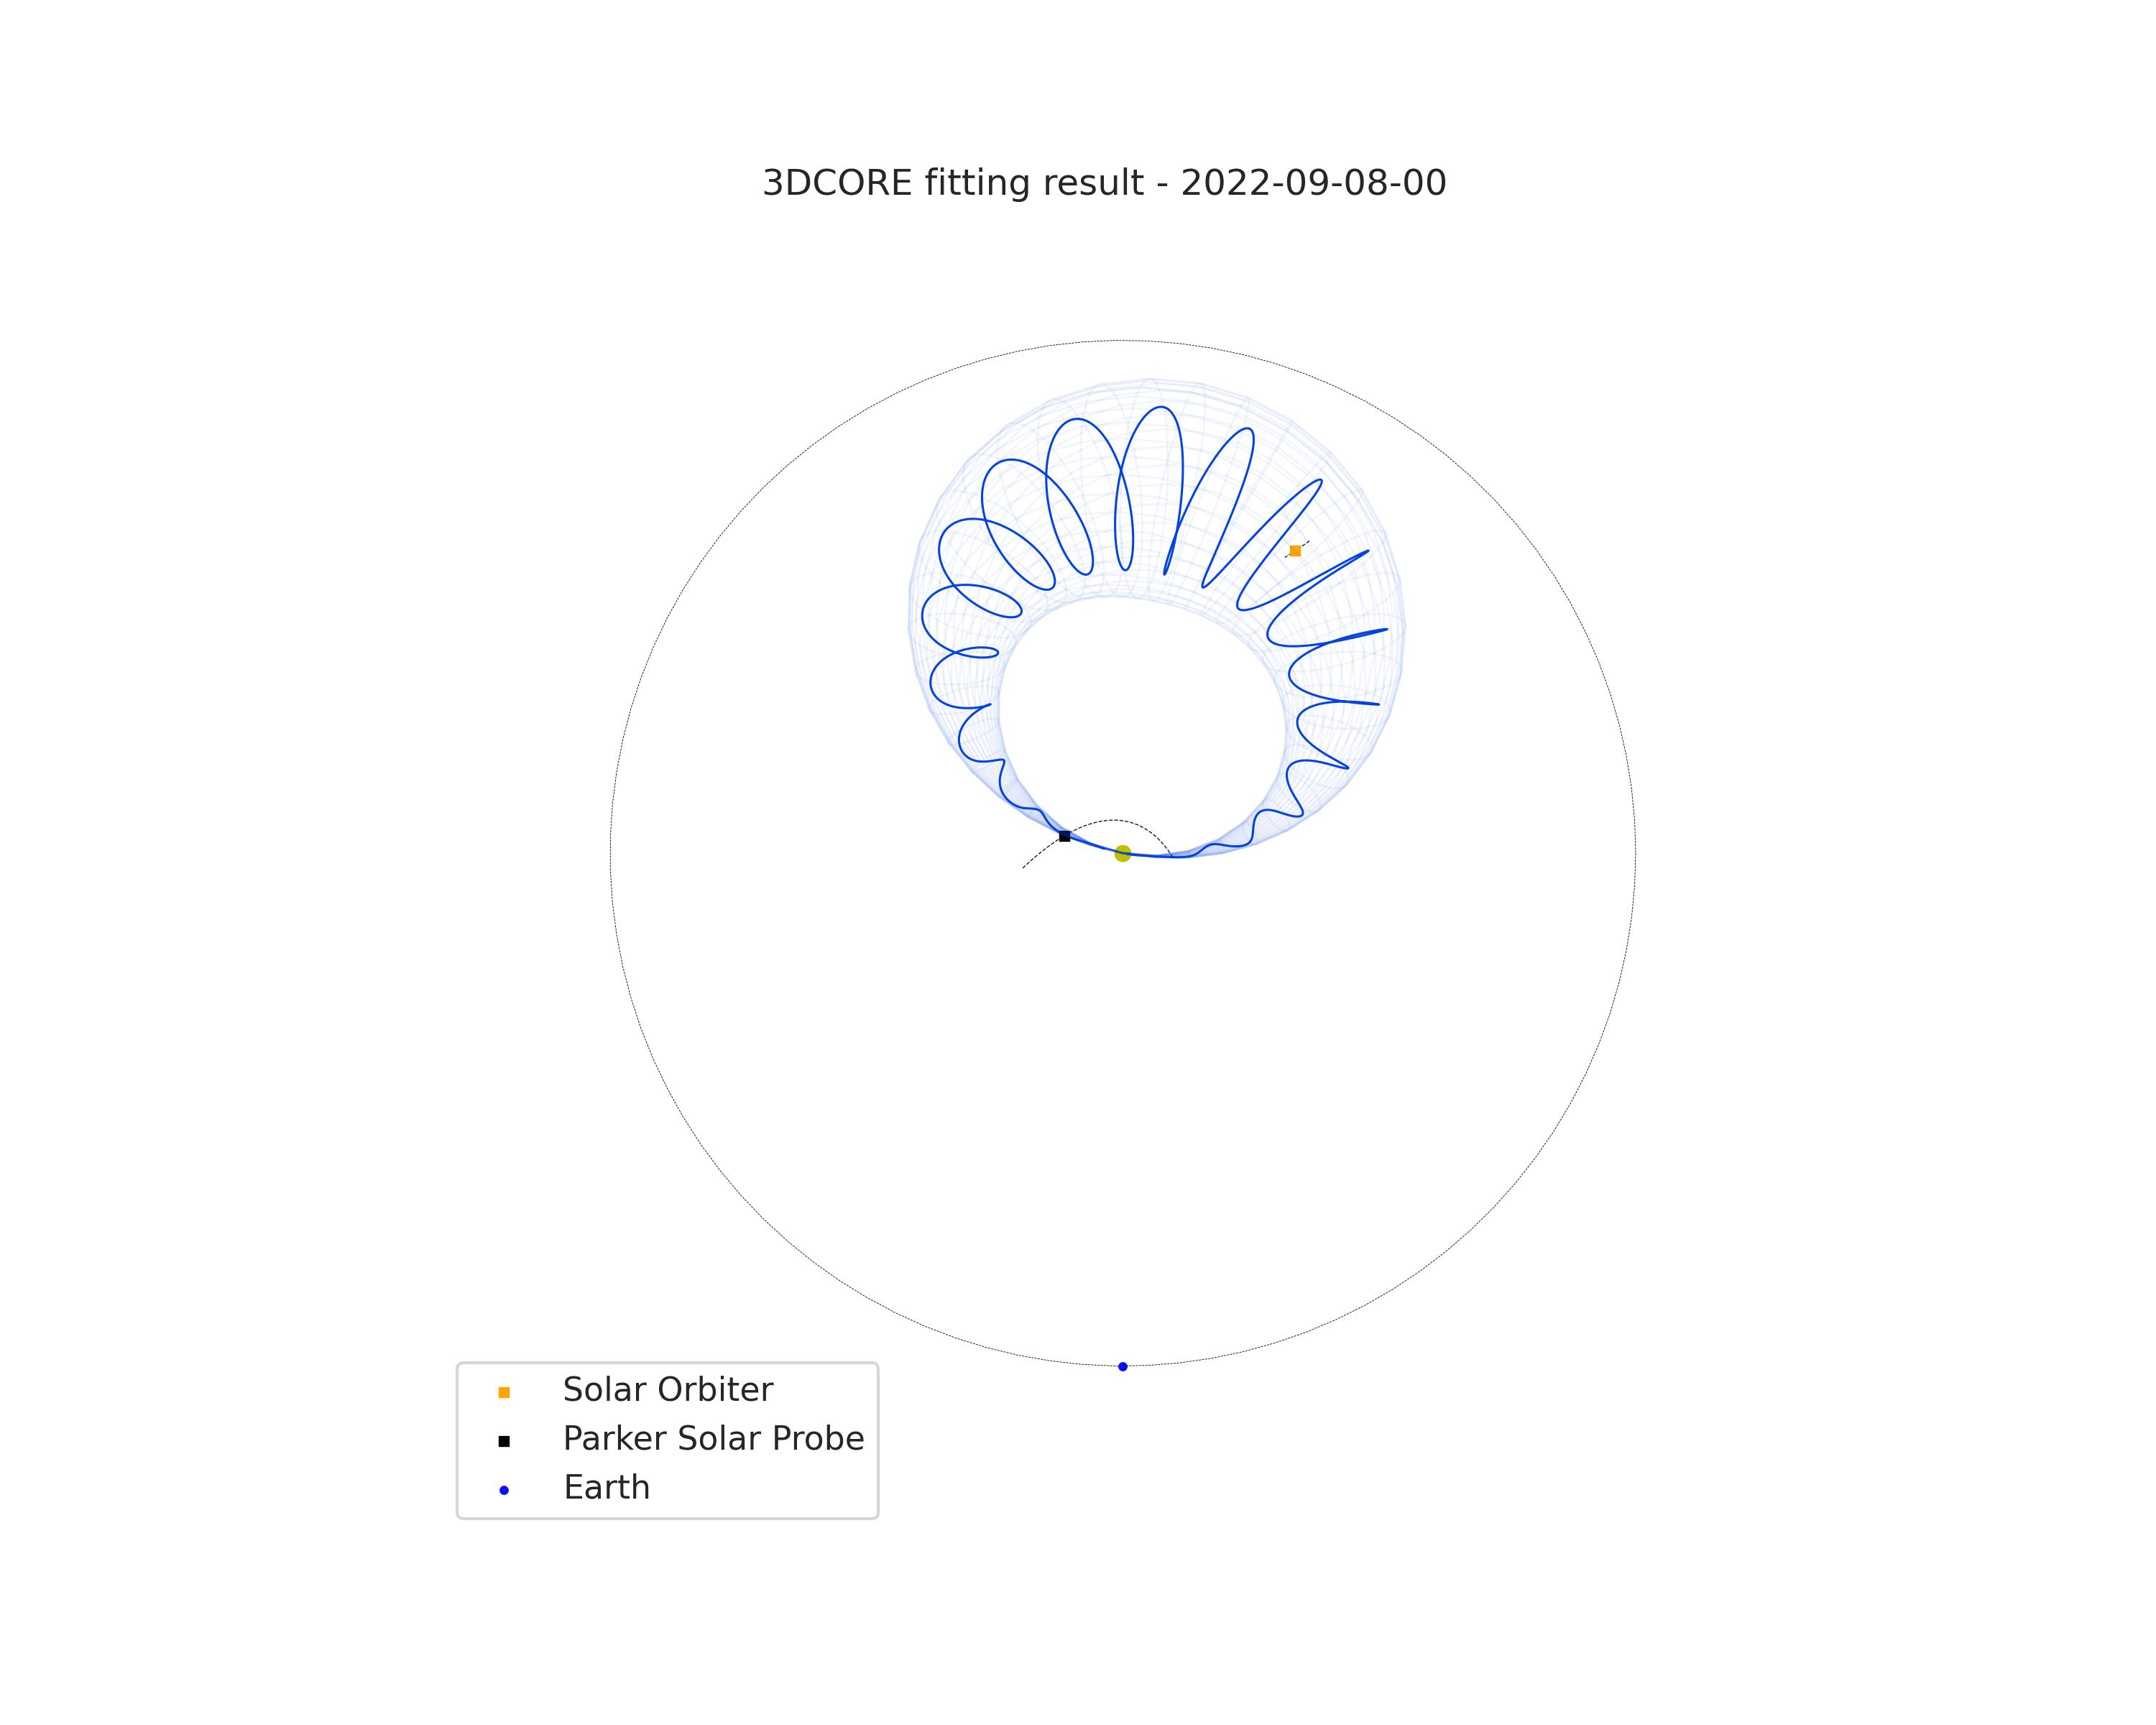 3DCORE fitting result - 2022-09-08-00
Solar Orbiter
Parker Solar Probe
Earth